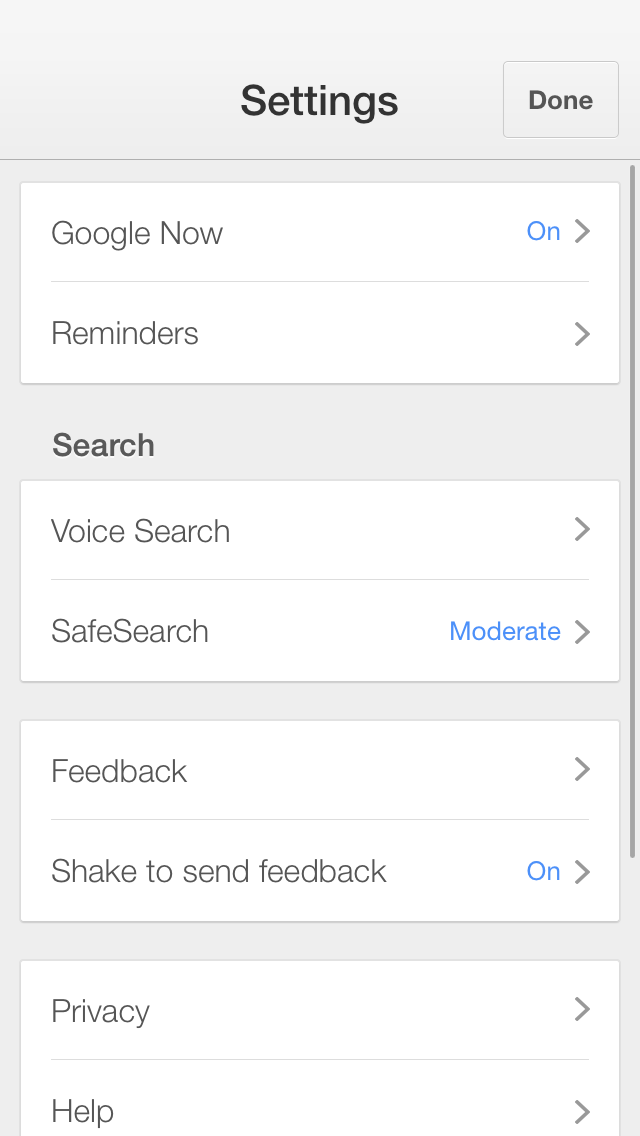 Settings
Done
Google Now
On
Reminders
Search
Voice Search
SafeSearch
Moderate
Feedback
Shake to send feedback
On
Privacy
Help